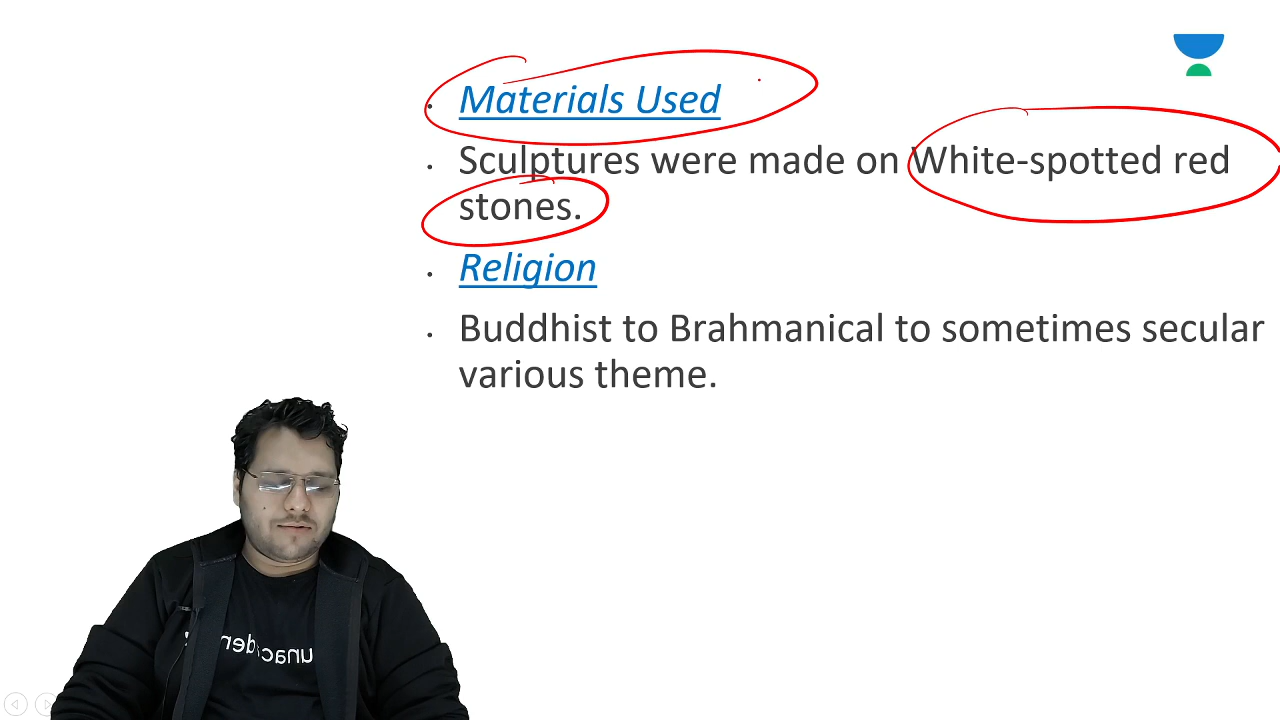 Materials Used
Sculptures were made on White-spotted red
stones.
Religion
Buddhist to Brahmanical to sometimes secular
various theme.